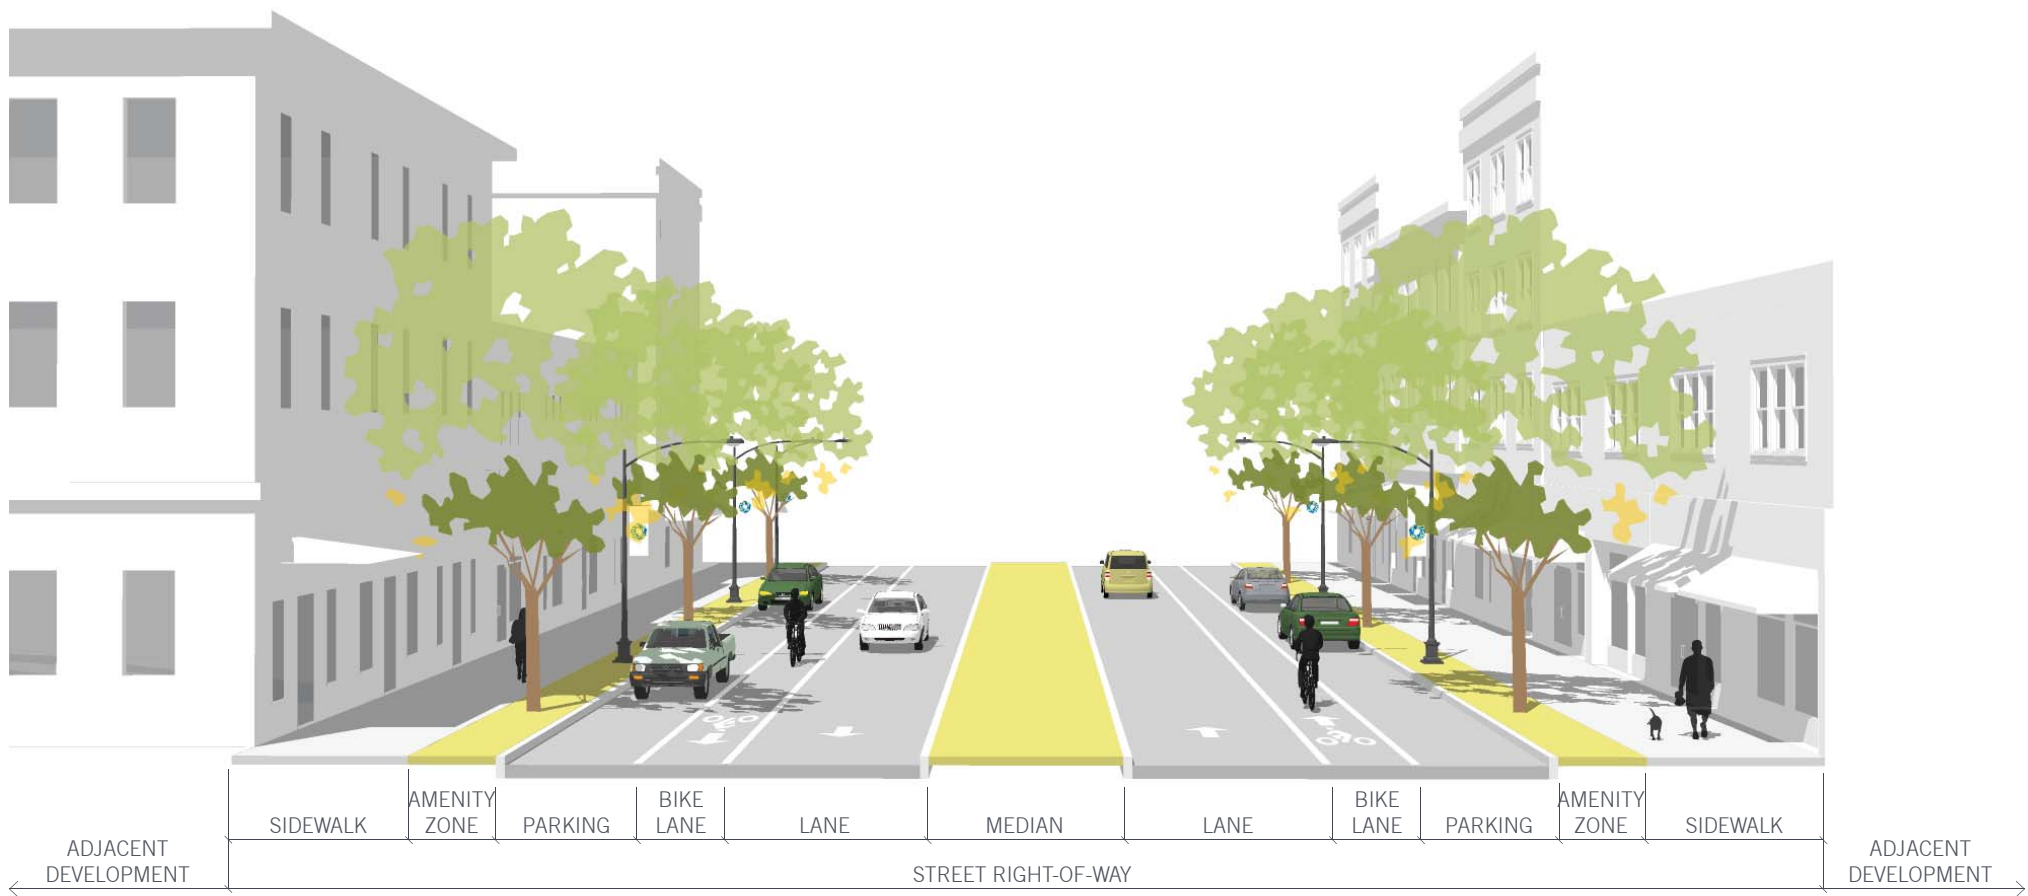 SIDEWALK
AMENITY
ZONE
PARKING
BIKE
LANE
LANE
MEDIAN
LANE
BIKE
LANE
PARKING
AMENITY
ZONE
SIDEWALK
ADJACENT
DEVELOPMENT
STREET RIGHT-OF-WAY
ADJACENT
DEVELOPMENT